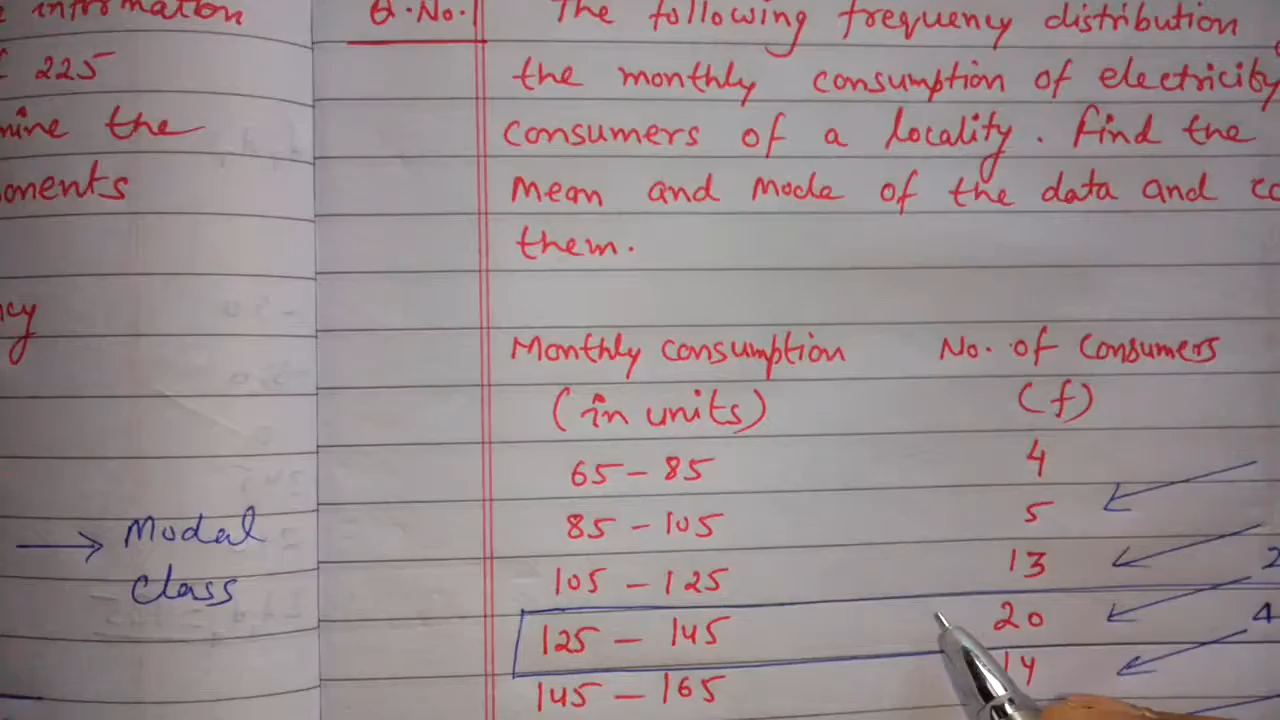 information
225
the
Modal
class
Q.No.
The following frequency distribution
the monthly consumption of electricity
consumers of a locality. Find the
Mean and Mode of the data and
them.
Monthly consumption No. of Consumers
(in units) (f)
65 - 85 4
85 - 105 5
105 - 125 13
125 - 145 20
145 - 165 14